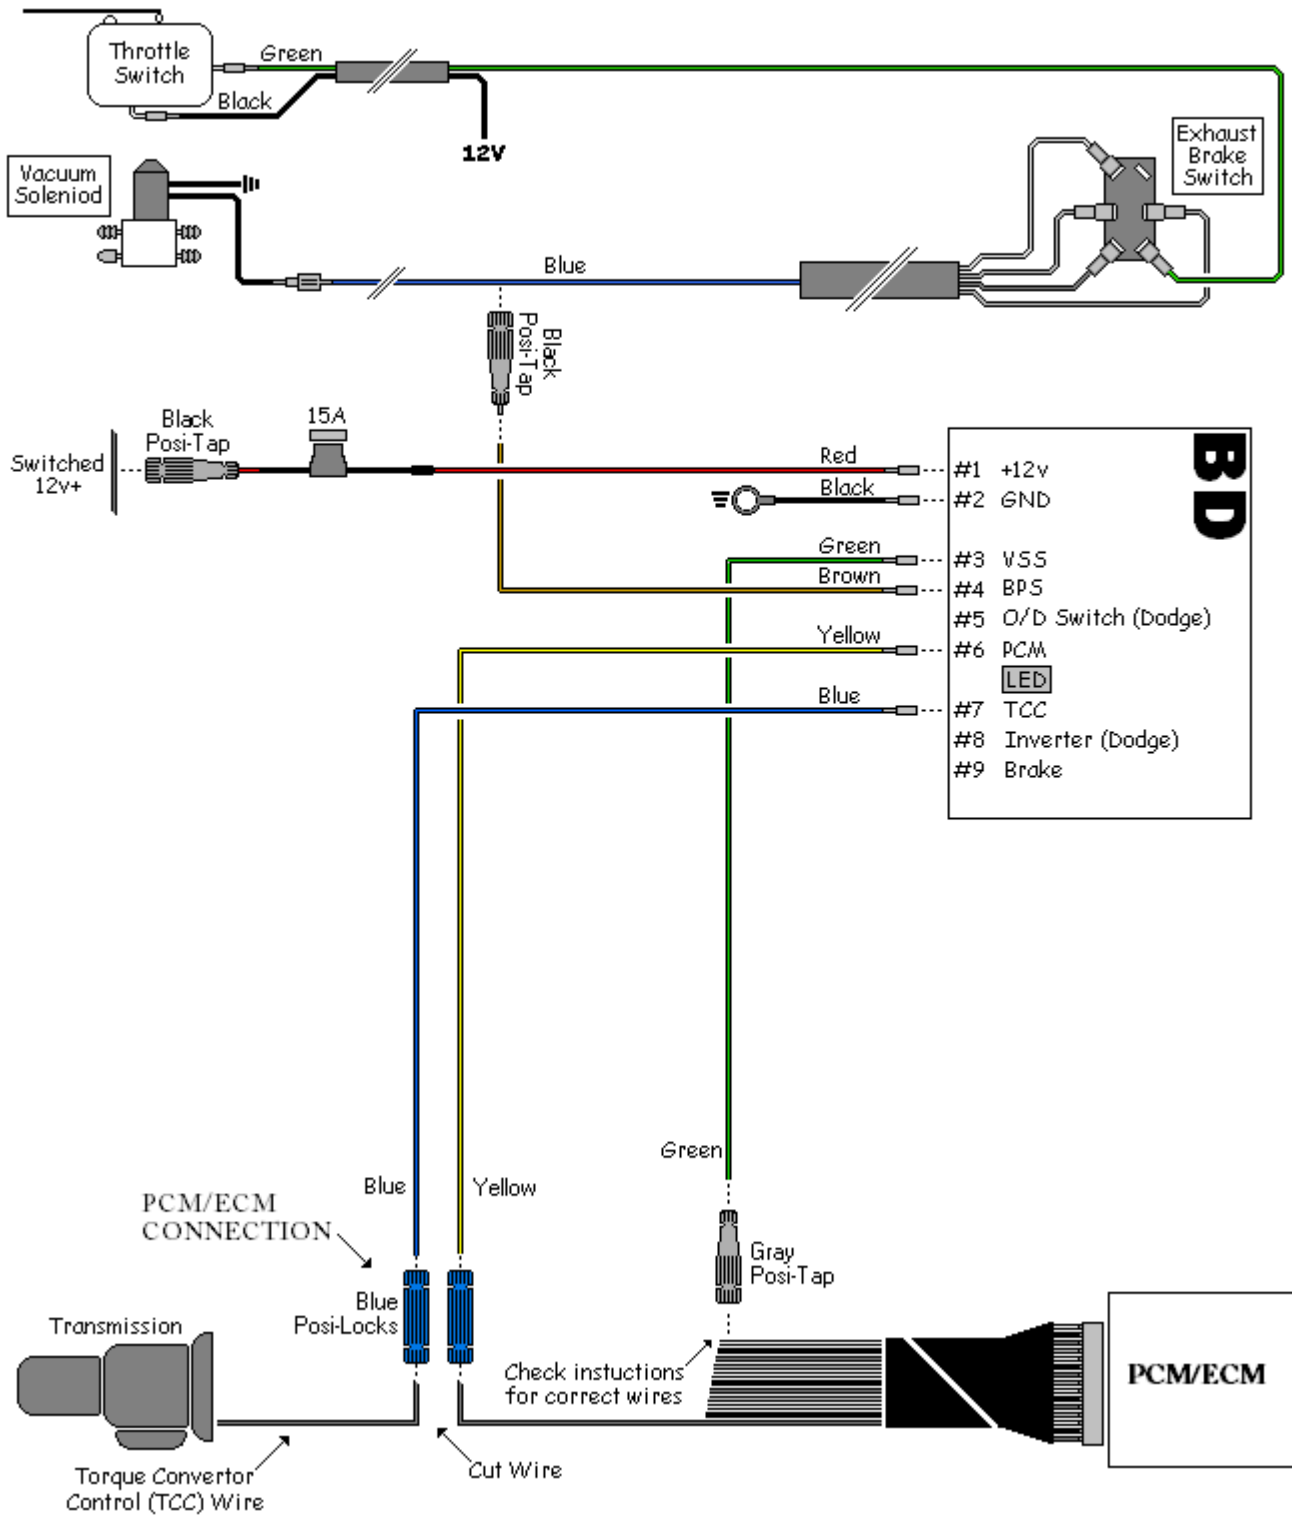 Throttle
Switch
Green
Black
12V
Vacuum
Soleniod
Exhaust
Brake
Switch
Blue
Black
Posi-Tap
Black
Posi-Tap
15A
Switched
12v+
Red
Black
Green
Brown
Yellow
Blue
BD
#1 +12v
#2 GND
#3 VSS
#4 BPS
#5 O/D Switch (Dodge)
#6 PCM
LED
#7 TCC
#8 Inverter (Dodge)
#9 Brake
Green
Blue
Yellow
PCM/ECM
CONNECTION
Gray
Posi-Tap
Blue
Posi-Locks
Transmission
Check instuctions
for correct wires
PCM/ECM
Cut Wire
Torque Convertor
Control (TCC) Wire